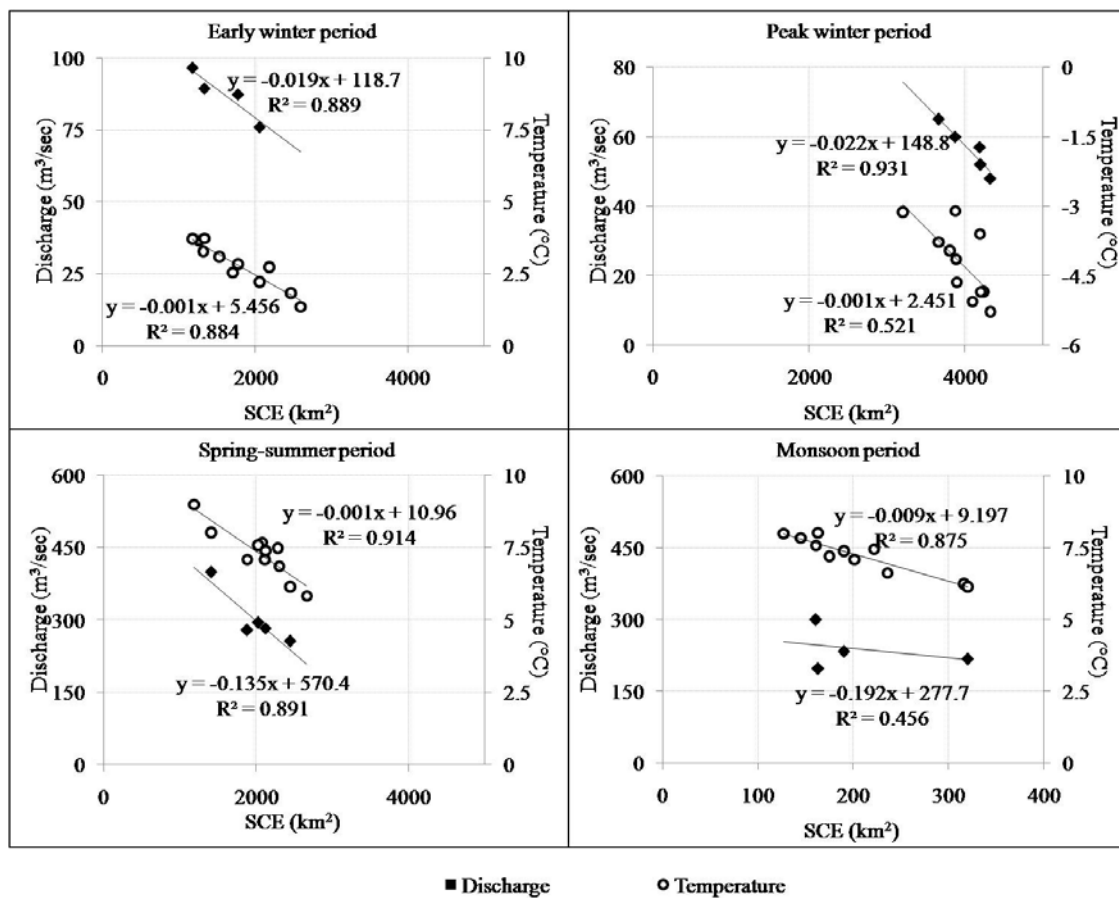 Early winter period
100
75
50
25
0
Discharge (m³/sec)
y = -0.019x + 118.7
R² = 0.889
y = -0.001x + 5.456
R² = 0.884
10
7.5
5
2.5
0
Temperature (°C)
0 2000 4000
SCE (km²)
Peak winter period
80
60
40
20
0
Discharge (m³/sec)
y = -0.022x + 148.8
R² = 0.931
y = -0.001x + 2.451
R² = 0.521
0
-1.5
-3
-4.5
-6
Temperature (°C)
0 2000 4000
SCE (km²)
Spring-summer period
600
450
300
150
0
Discharge (m³/sec)
y = -0.001x + 10.96
R² = 0.914
y = -0.135x + 570.4
R² = 0.891
10
7.5
5
2.5
0
Temperature (°C)
0 2000 4000
SCE (km²)
Monsoon period
600
450
300
150
0
Discharge (m³/sec)
y = -0.009x + 9.197
R² = 0.875
y = -0.192x + 277.7
R² = 0.456
10
7.5
5
2.5
0
Temperature (°C)
0 100 200 300 400
SCE (km²)
Discharge Temperature